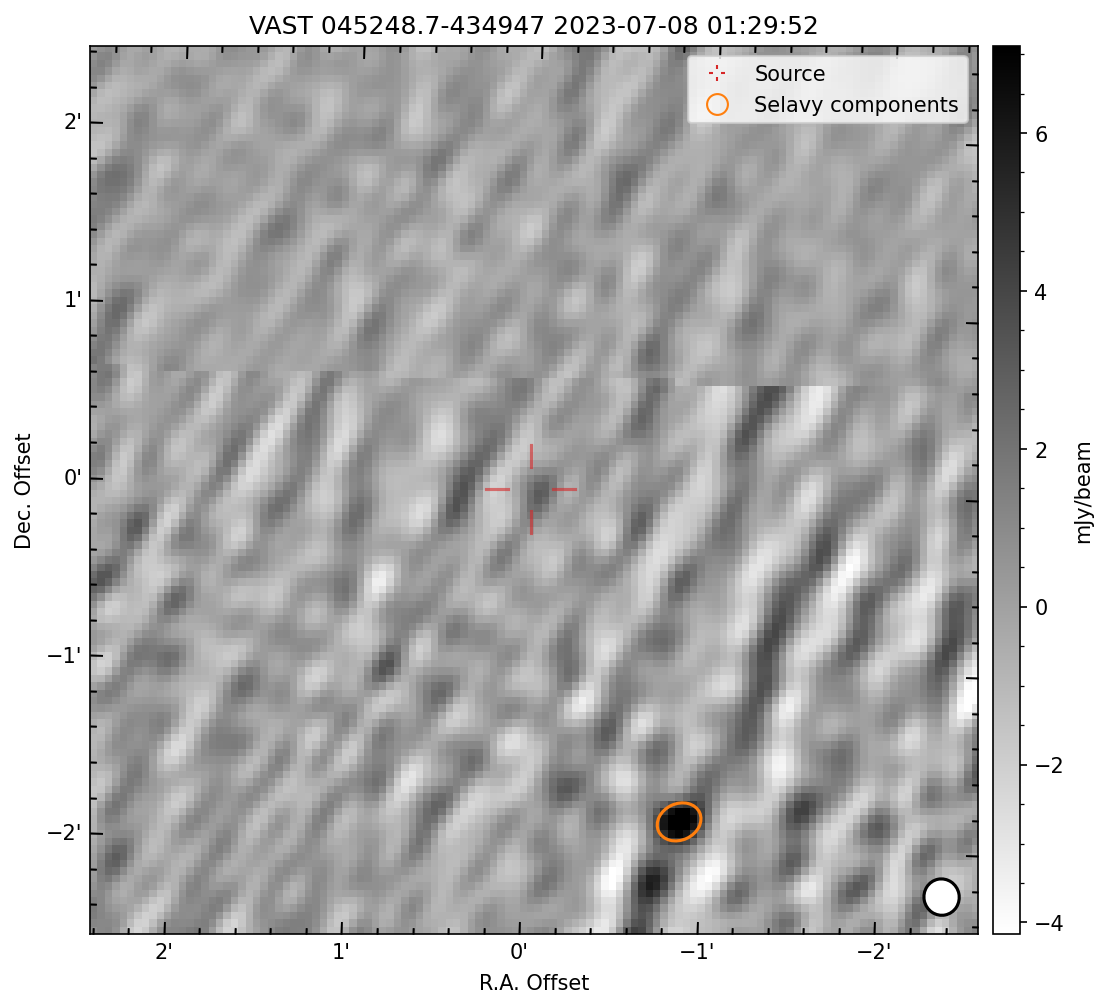 VAST 045248.7-434947 2023-07-08 01:29:52
Source
Selavy components
2'
1'
0'
−1'
−2'
Dec. Offset
2'
1'
0'
−1'
−2'
R.A. Offset
6
4
2
0
−2
−4
mJy/beam